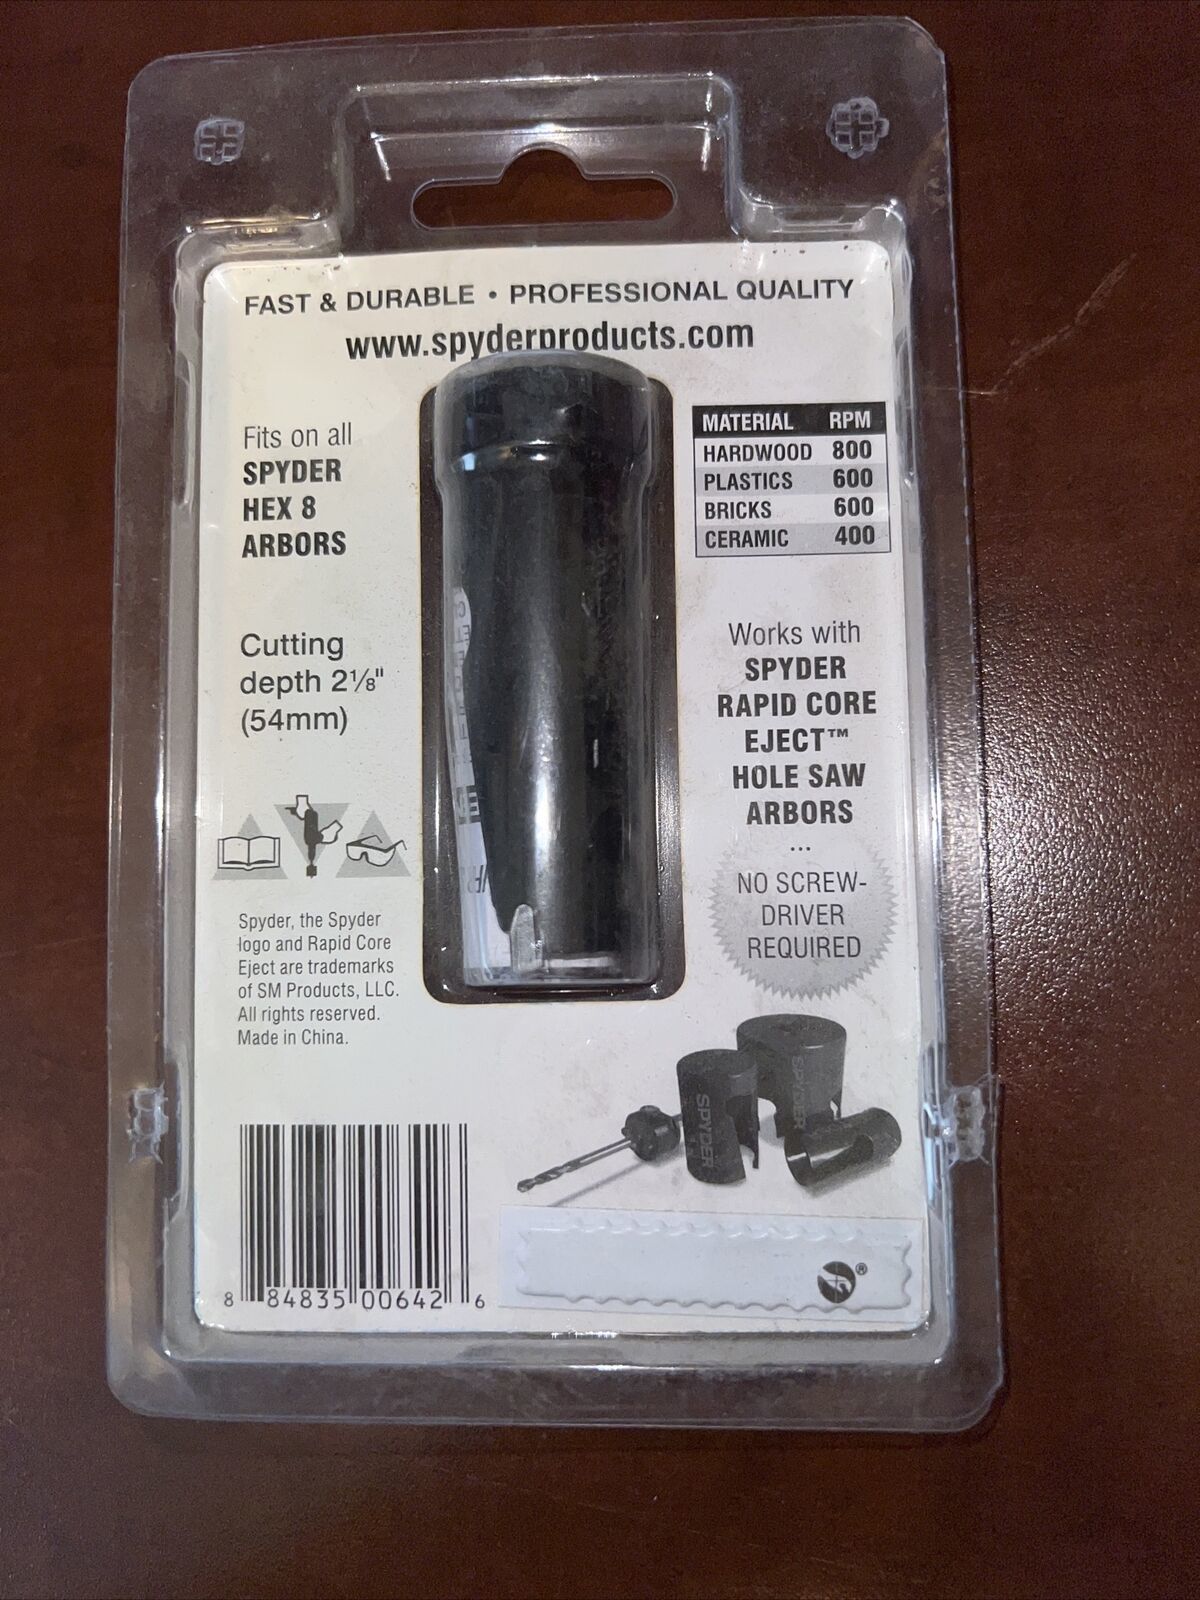 FAST & DURABLE • PROFESSIONAL QUALITY
www.spyderproducts.com
Fits on all
SPYDER
HEX 8
ARBORS
Cutting
depth 2⅛"
(54mm)
MATERIAL RPM
HARDWOOD 800
PLASTICS 600
BRICKS 600
CERAMIC 400
Works with
SPYDER
RAPID CORE
EJECT™
HOLE SAW
ARBORS
...
NO SCREW-
DRIVER
REQUIRED
Spyder, the Spyder
logo and Rapid Core
Eject are trademarks
of SM Products, LLC.
All rights reserved.
Made in China.
SPYDER
SPYDER
8 84835 00642 6
®